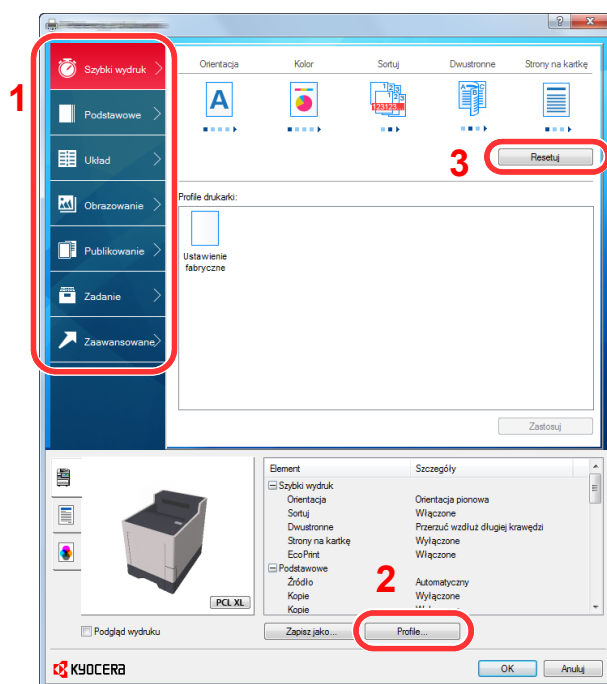 1
Szybki wydruk
Podstawowe
Układ
Obrazowanie
Publikowanie
Zadanie
Zaawansowane
Orientacja Kolor Sortuj Dwustronne Strony na kartkę
3
Resetuj
Profile drukarki:
Ustawienie
fabryczne
Zastosuj
Element Szczegóły
Szybki wydruk
Orientacja Orientacja pionowa
Sortuj Włączone
Dwustronne Przerzuć wzdłuż długiej krawędzi
Strony na kartkę Wyłączone
EcoPrint Włączone
Podstawowe
Źródło Automatyczny
Kopie Wyłączone
Kopie
2
PCL XL
Podgląd wydruku
Zapisz jako...
Profile...
KYOCERA
OK
Anuluj